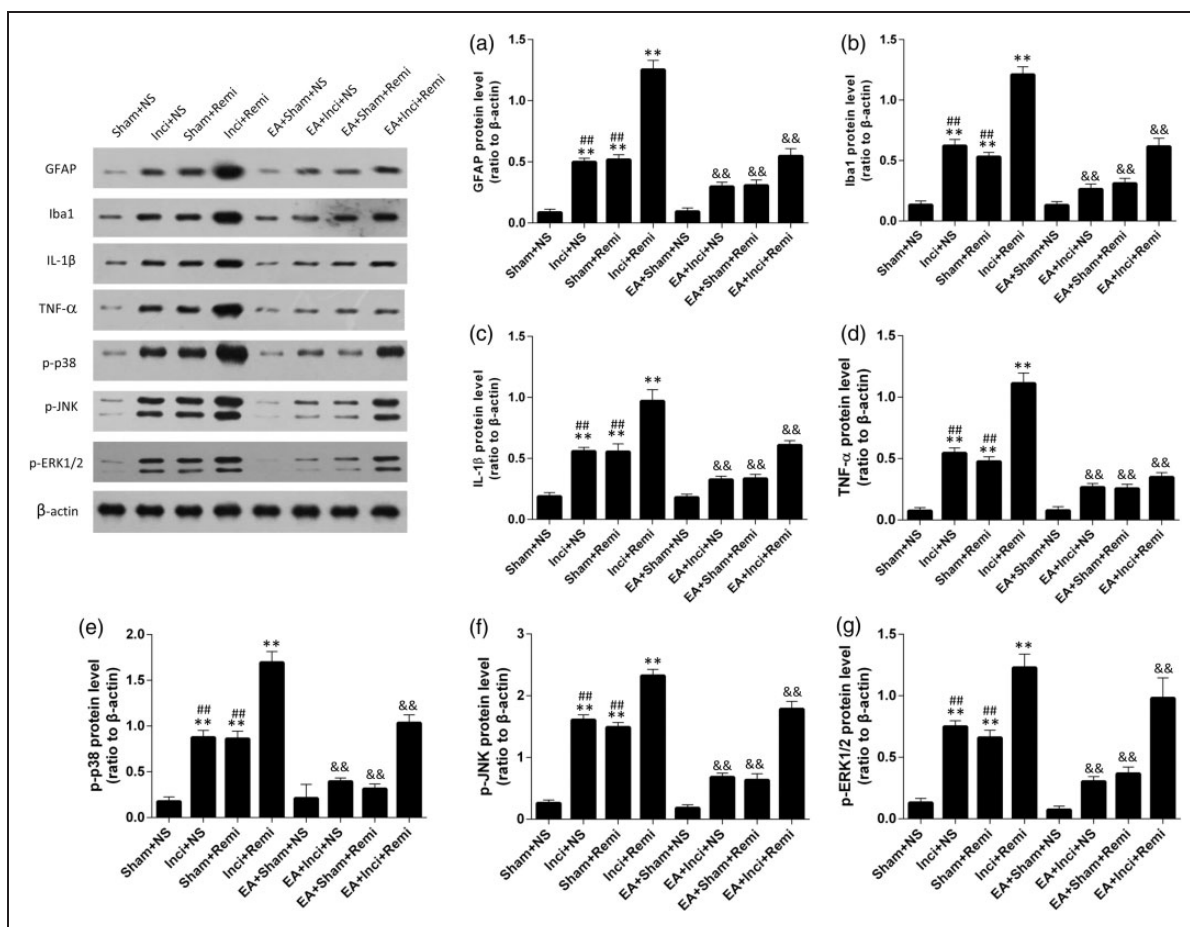 Sham+NS
Inci+NS
Sham+Remi
Inci+Remi
EA+Sham+NS
EA+Inci+NS
EA+Sham+Remi
EA+Inci+Remi
GFAP
Iba1
IL-1β
TNF-α
p-p38
p-JNK
p-ERK1/2
β-actin
(a)
GFAP protein level
(ratio to β-actin)
1.5
1.0
0.5
0.0
##
**
##
**
**
&&
&&
&&
Sham+NS
Inci+NS
Sham+Remi
Inci+Remi
EA+Sham+NS
EA+Inci+NS
EA+Sham+Remi
EA+Inci+Remi
(b)
Iba1 protein level
(ratio to β-actin)
1.5
1.0
0.5
0.0
##
**
##
**
**
&&
&&
&&
Sham+NS
Inci+NS
Sham+Remi
Inci+Remi
EA+Sham+NS
EA+Inci+NS
EA+Sham+Remi
EA+Inci+Remi
(c)
IL-1β protein level
(ratio to β-actin)
1.5
1.0
0.5
0.0
##
**
##
**
**
&&
&&
&&
Sham+NS
Inci+NS
Sham+Remi
Inci+Remi
EA+Sham+NS
EA+Inci+NS
EA+Sham+Remi
EA+Inci+Remi
(d)
TNF-α protein level
(ratio to β-actin)
1.5
1.0
0.5
0.0
##
**
##
**
**
&&
&&
&&
Sham+NS
Inci+NS
Sham+Remi
Inci+Remi
EA+Sham+NS
EA+Inci+NS
EA+Sham+Remi
EA+Inci+Remi
(e)
p-p38 protein level
(ratio to β-actin)
2.0
1.5
1.0
0.5
0.0
##
**
##
**
**
&&
&&
&&
Sham+NS
Inci+NS
Sham+Remi
Inci+Remi
EA+Sham+NS
EA+Inci+NS
EA+Sham+Remi
EA+Inci+Remi
(f)
p-JNK protein level
(ratio to β-actin)
3
2
1
0
##
**
##
**
**
&&
&&
&&
Sham+NS
Inci+NS
Sham+Remi
Inci+Remi
EA+Sham+NS
EA+Inci+NS
EA+Sham+Remi
EA+Inci+Remi
(g)
p-ERK1/2 protein level
(ratio to β-actin)
1.5
1.0
0.5
0.0
##
**
##
**
**
&&
&&
&&
Sham+NS
Inci+NS
Sham+Remi
Inci+Remi
EA+Sham+NS
EA+Inci+NS
EA+Sham+Remi
EA+Inci+Remi